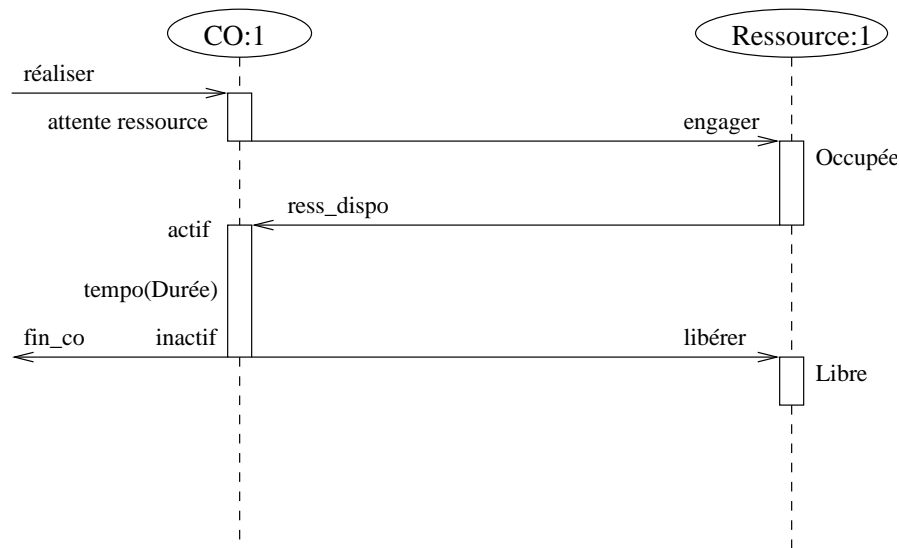 CO:1
Ressource:1
réaliser
attente ressource
engager
Occupée
ress_dispo
actif
tempo(Durée)
fin_co
inactif
libérer
Libre